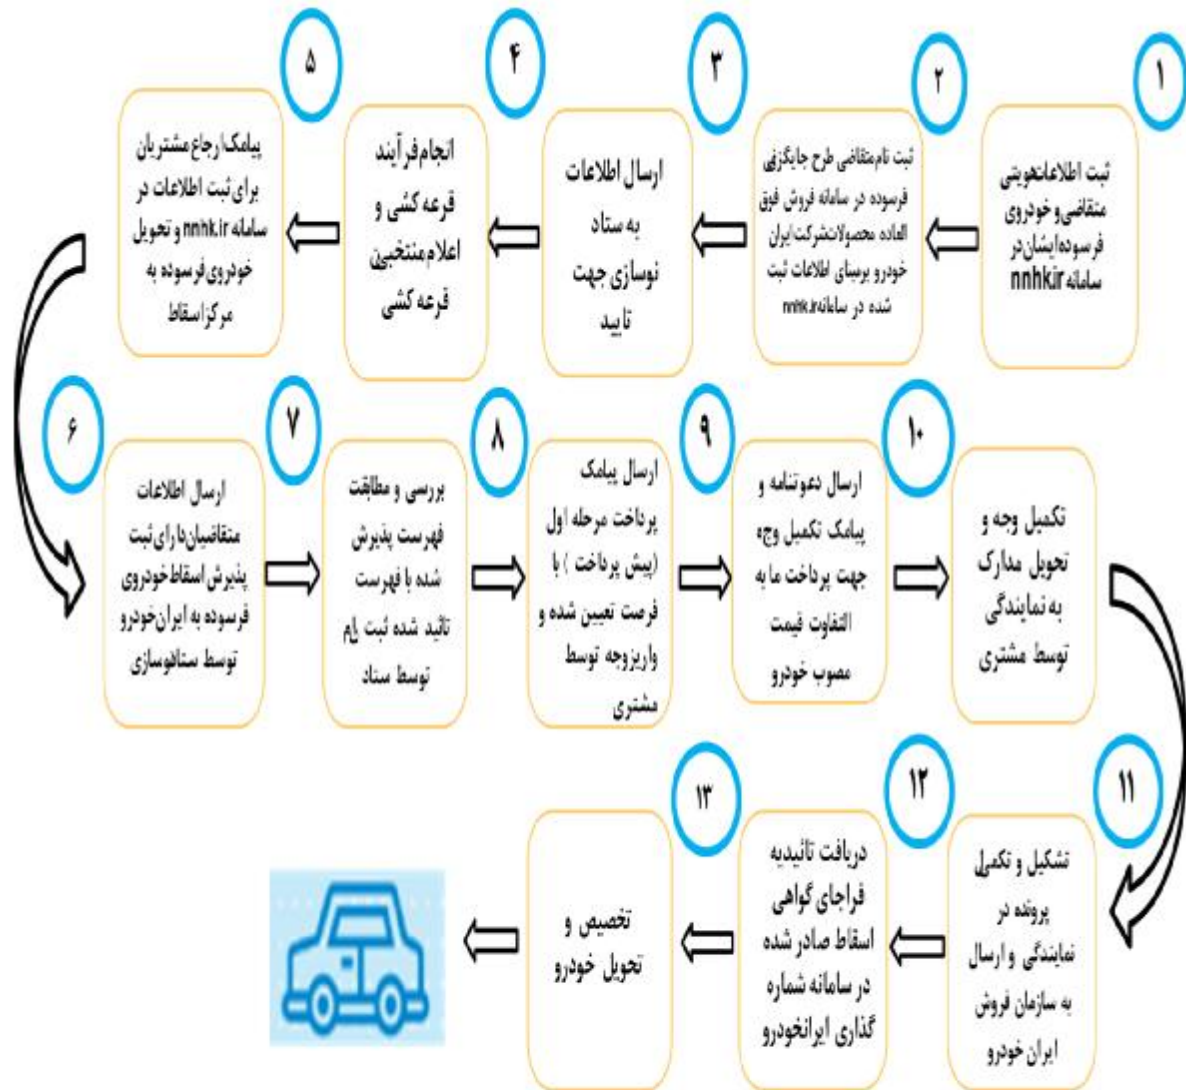 ۱
ثبت اطلاعات هویتی
متقاضی و خودروی
فرسوده ایشان در
سامانه nnhk.ir
۲
ثبت نام متقاضی طرح جایگزینی
فرسوده در سامانه فروش فوق
العاده محصولات شرکت ایران
خودرو برمبنای اطلاعات ثبت
شده در سامانه nnhk.ir
۳
ارسال اطلاعات
به ستاد
نوسازی جهت
تایید
۴
انجام فرآیند
قرعه کشی و
اعلام منتخبین
قرعه کشی
۵
پیامک ارجاع مشتریان
برای ثبت اطلاعات در
سامانه nnhk.ir و تحویل
خودروی فرسوده به
مرکز اسقاط
۶
ارسال اطلاعات
متقاضیان دارای ثبت
پذیرش اسقاط خودروی
فرسوده به ایران خودرو
توسط ستاد نوسازی
۷
بررسی و مطابقت
فهرست پذیرش
شده با فهرست
تائید شده ثبت نام
توسط ستاد
۸
ارسال پیامک
پرداخت مرحله اول
(پیش پرداخت ) با
فرصت تعیین شده و
واریز وجه توسط
مشتری
۹
ارسال دعوتنامه و
پیامک تکمیل وجه
جهت پرداخت ما به
التفاوت قیمت
مصوب خودرو
۱۰
تکمیل وجه و
تحویل مدارک
به نمایندگی
توسط مشتری
۱۱
تشکیل و تکمیل
پرونده در
نمایندگی و ارسال
به سازمان فروش
ایران خودرو
۱۲
دریافت تائیدیه
فراجای گواهی
اسقاط صادر شده
در سامانه شماره
گذاری ایرانخودرو
۱۳
تخصیص و
تحویل خودرو